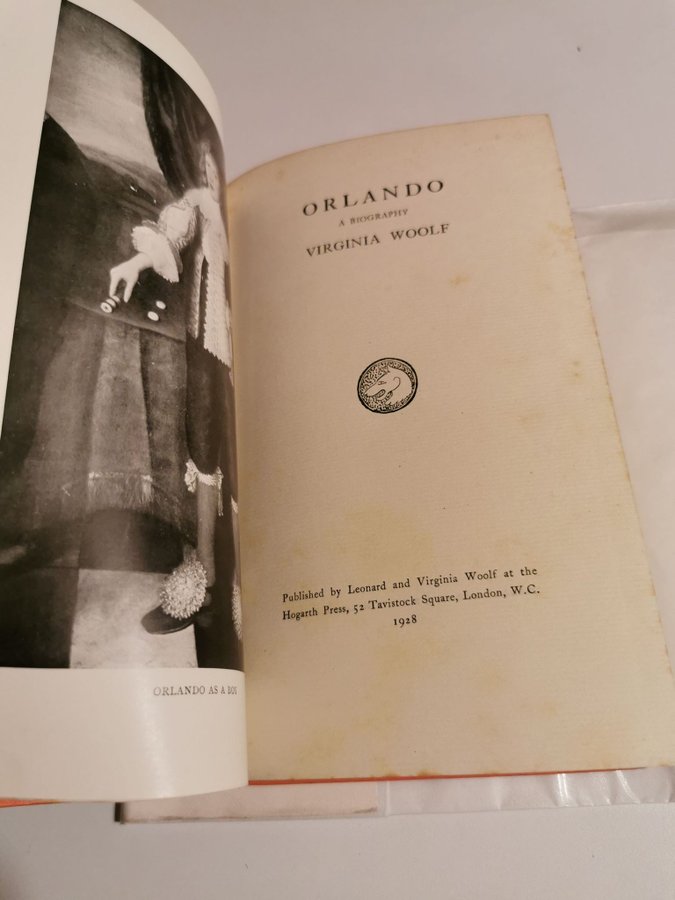 ORLANDO AS A BOY
ORLANDO
A BIOGRAPHY
VIRGINIA WOOLF
Published by Leonard and Virginia Woolf at the
Hogarth Press, 52 Tavistock Square, London, W.C.
1928